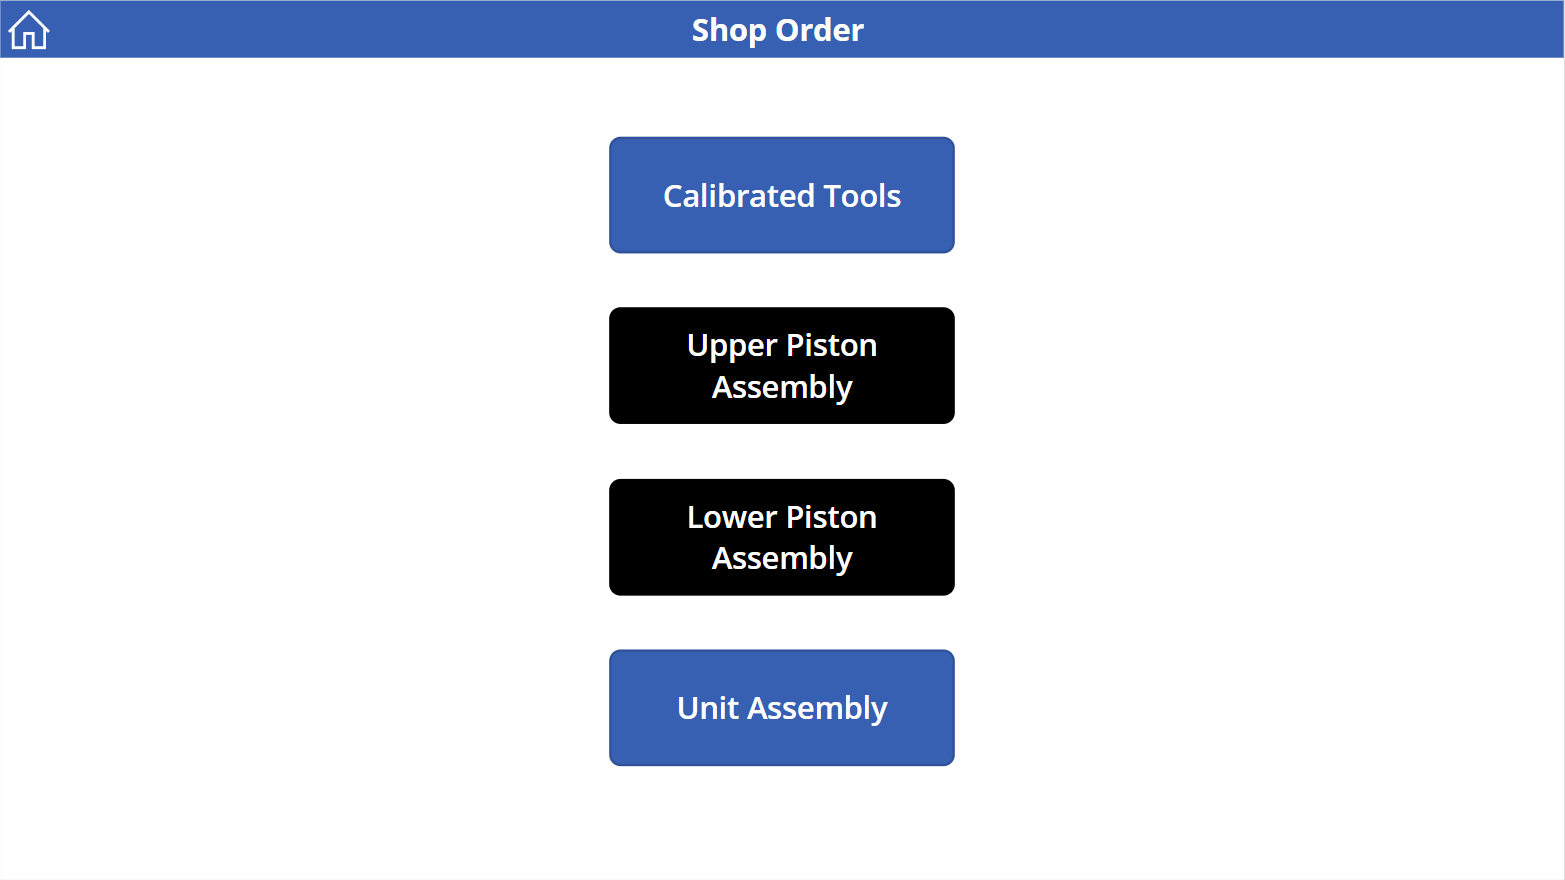 Shop Order
Calibrated Tools
Upper Piston
Assembly
Lower Piston
Assembly
Unit Assembly